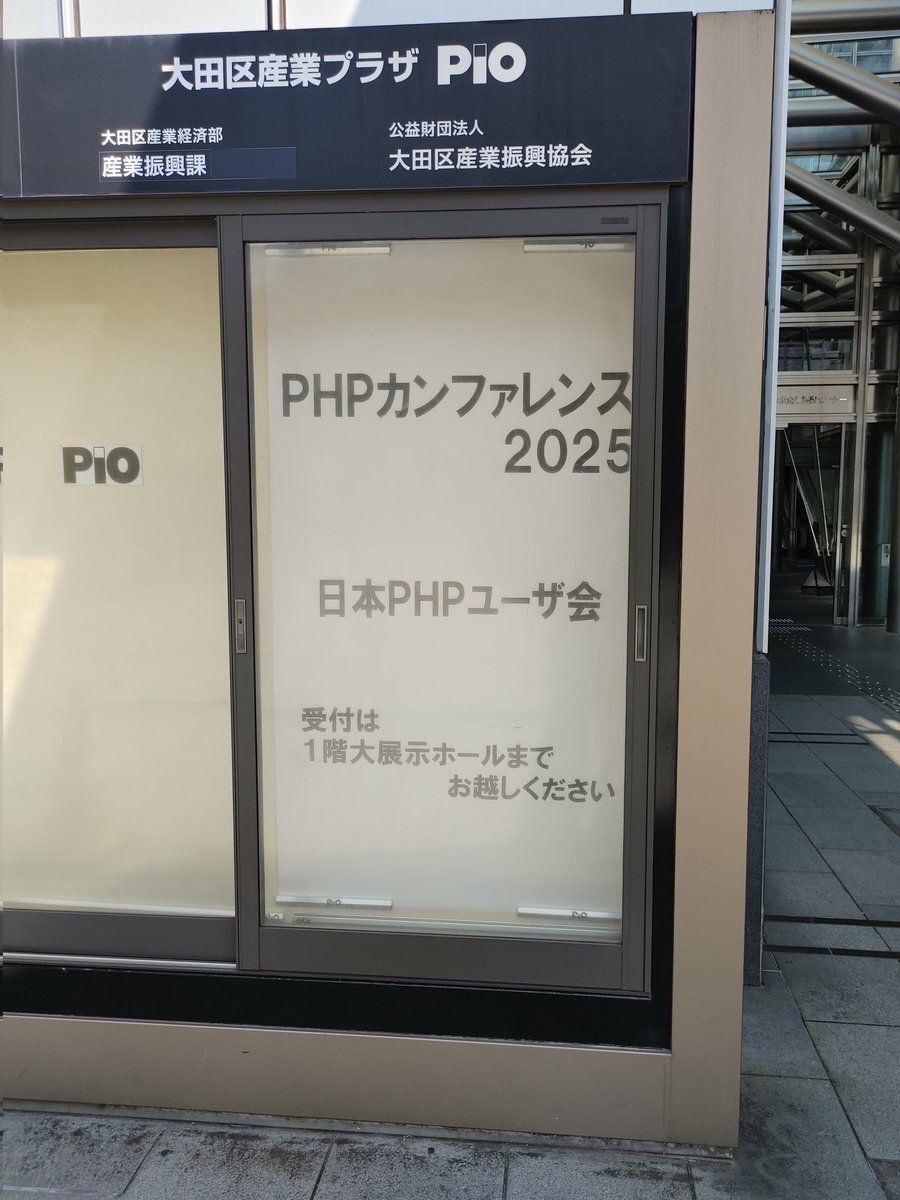 大田区産業プラザ PiO
大田区産業経済部
産業振興課
公益財団法人
大田区産業振興協会
PiO
PHPカンファレンス
2025
日本PHPユーザ会
受付は
1階大展示ホールまで
お越しください
PiO
PiO